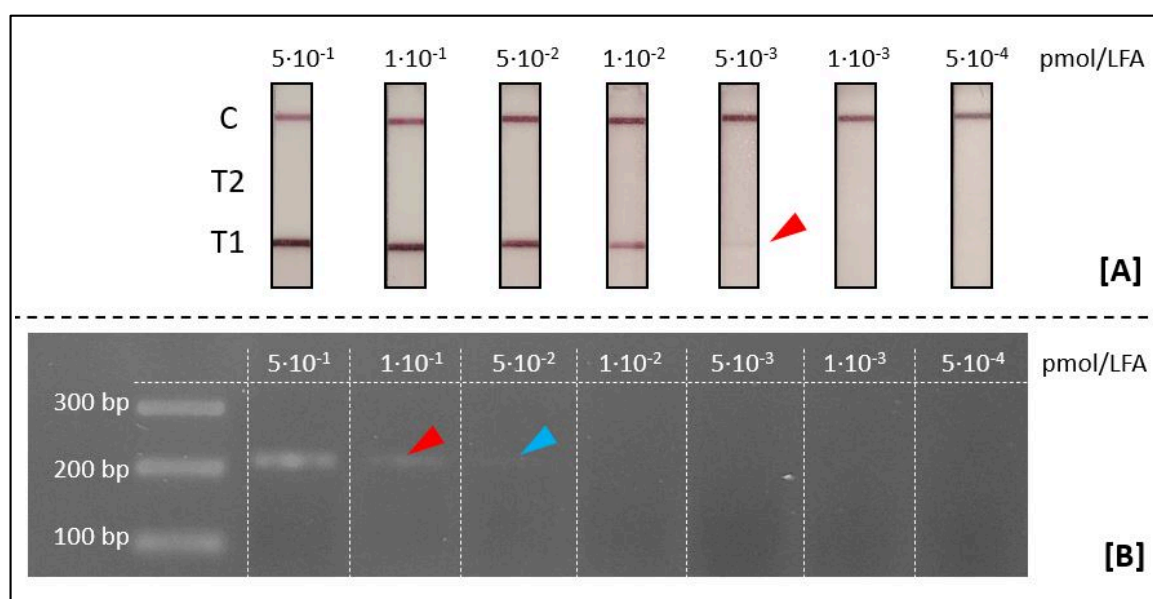 5·10⁻¹ 1·10⁻¹ 5·10⁻² 1·10⁻² 5·10⁻³ 1·10⁻³ 5·10⁻⁴ pmol/LFA
C
T2
T1
[A]
5·10⁻¹ 1·10⁻¹ 5·10⁻² 1·10⁻² 5·10⁻³ 1·10⁻³ 5·10⁻⁴ pmol/LFA
300 bp
200 bp
100 bp
[B]